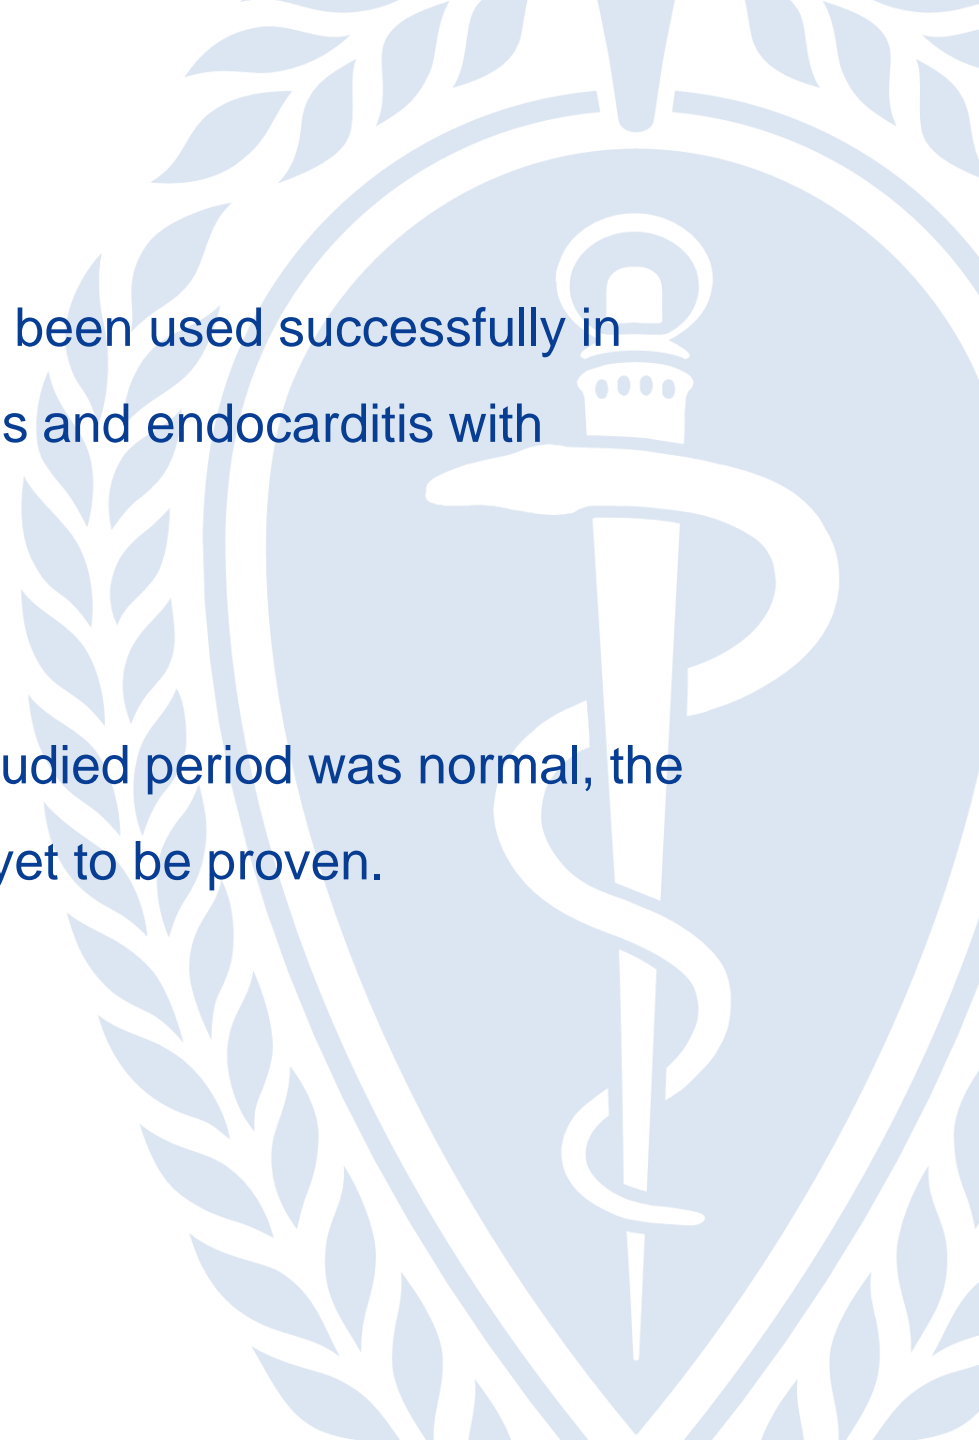 been used successfully in
s and endocarditis with
udied period was normal, the
yet to be proven.